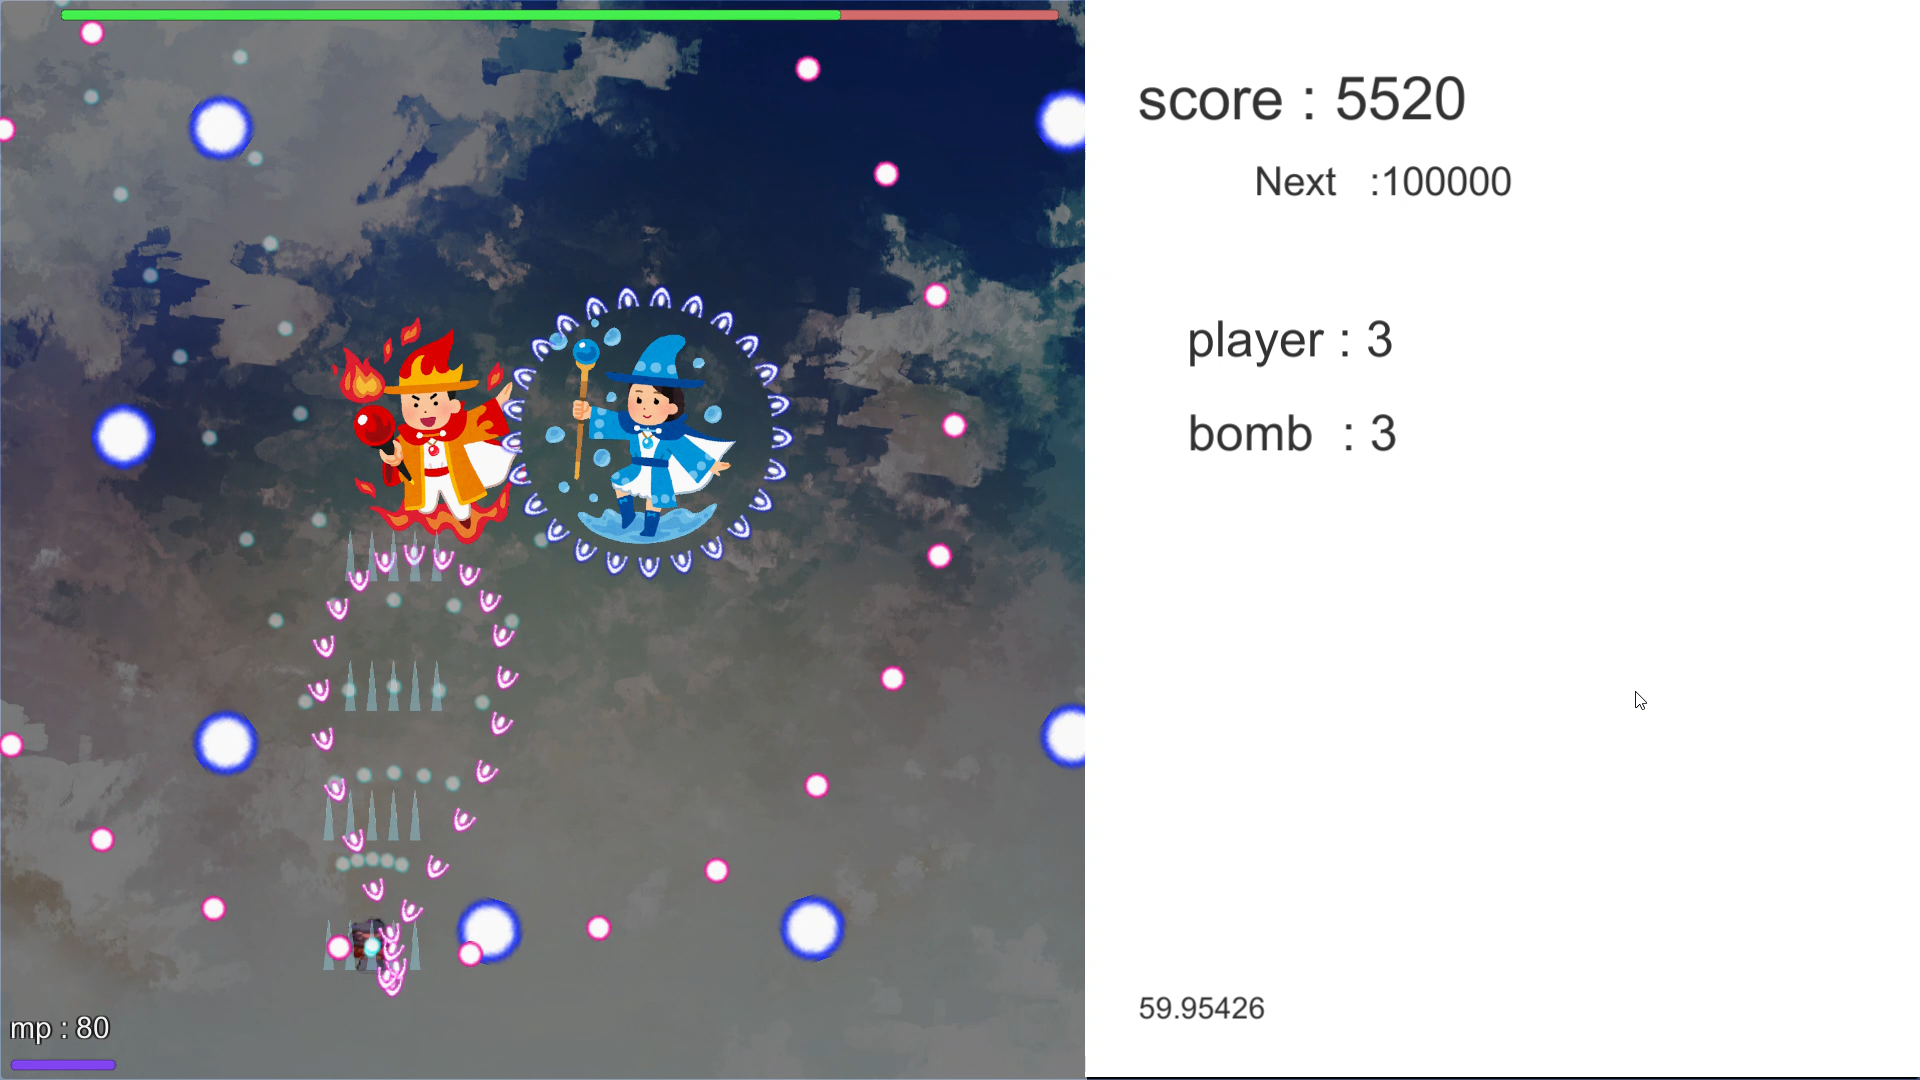 score : 5520
Next :100000
player : 3
bomb : 3
59.95426
mp : 80